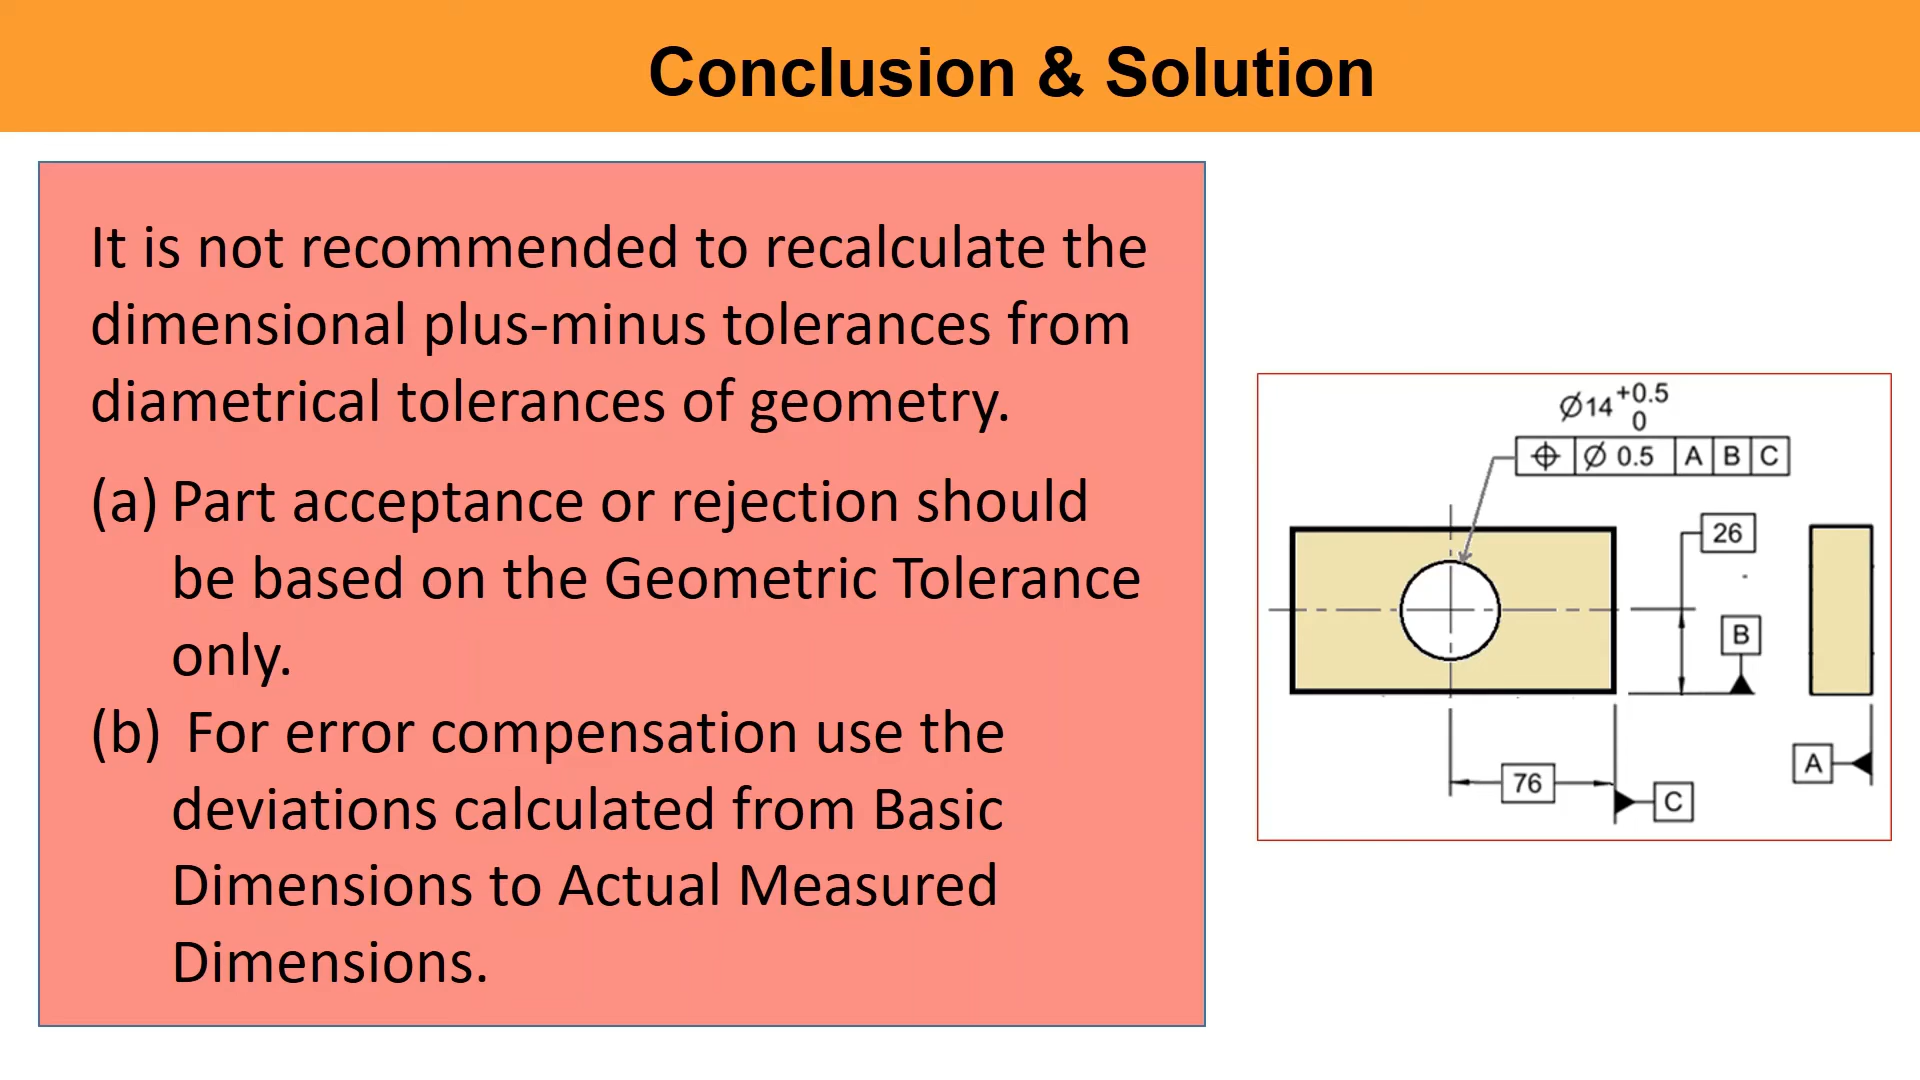 Conclusion & Solution
It is not recommended to recalculate the
dimensional plus-minus tolerances from
diametrical tolerances of geometry.
(a) Part acceptance or rejection should
be based on the Geometric Tolerance
only.
(b) For error compensation use the
deviations calculated from Basic
Dimensions to Actual Measured
Dimensions.
Ø14 +0.5
0
⌖ Ø 0.5 A B C
26
B
A
76
C